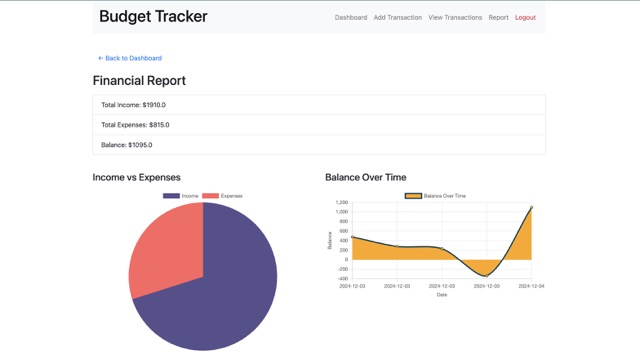 Budget Tracker
Dashboard Add Transaction View Transactions Report Logout
← Back to Dashboard
Financial Report
Total Income: $1910.0
Total Expenses: $815.0
Balance: $1095.0
Income vs Expenses
Income Expenses
Balance Over Time
Balance Over Time
1,200
1,000
800
600
400
200
0
-200
-400
Balance
2024-12-03 2024-12-03 2024-12-03 2024-12-03 2024-12-04
Date